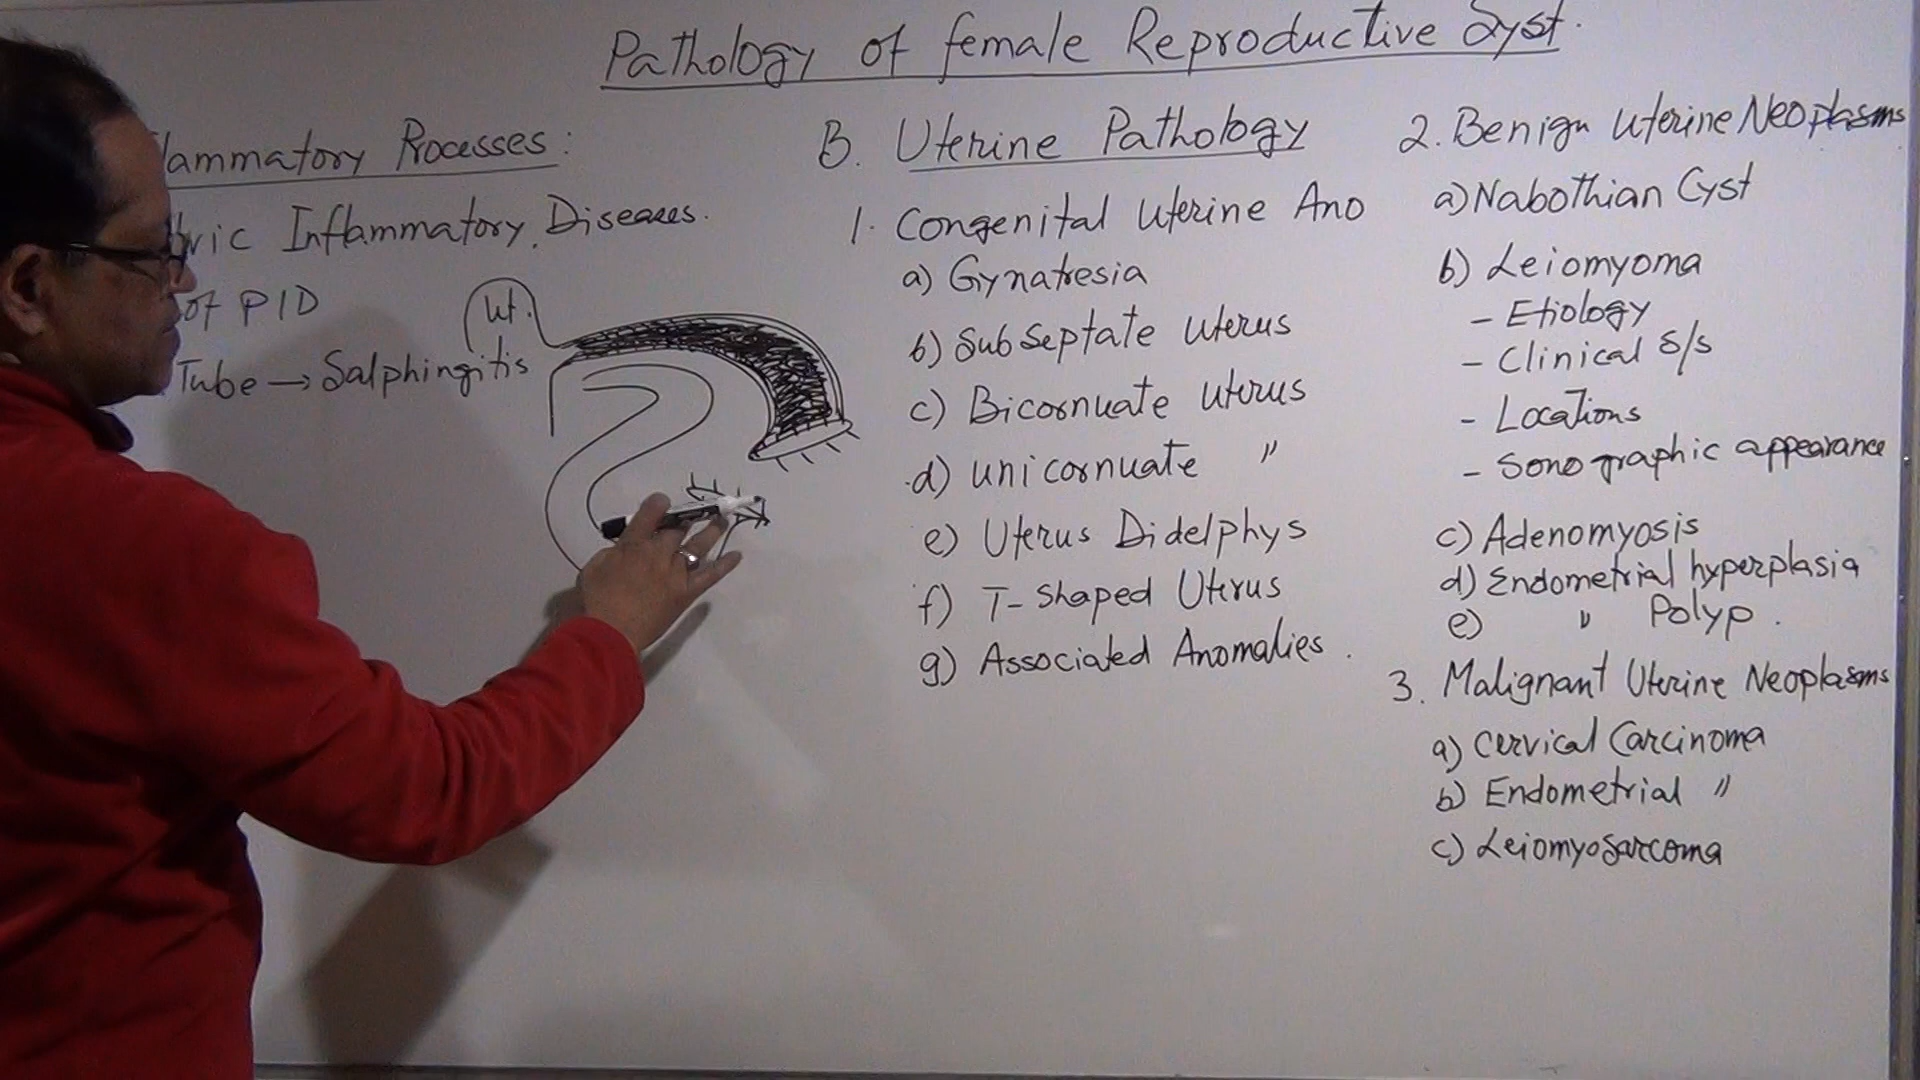 Pathology of female Reproductive Syst.
lammatory Processes:
vic Inflammatory Diseases.
of PID
Tube → Salphingitis
Ut.
B. Uterine Pathology
1. Congenital Uterine Ano
a) Gynatresia
b) Subseptate Uterus
c) Bicornuate Uterus
d) Unicornuate "
e) Uterus Didelphys
f) T-Shaped Uterus
g) Associated Anomalies.
2. Benign Uterine Neoplasms
a) Nabothian Cyst
b) Leiomyoma
- Etiology
- Clinical S/s
- Locations
- Sonographic appearance
c) Adenomyosis
d) Endometrial hyperplasia
e) " Polyp.
3. Malignant Uterine Neoplasms
a) Cervical Carcinoma
b) Endometrial "
c) Leiomyosarcoma